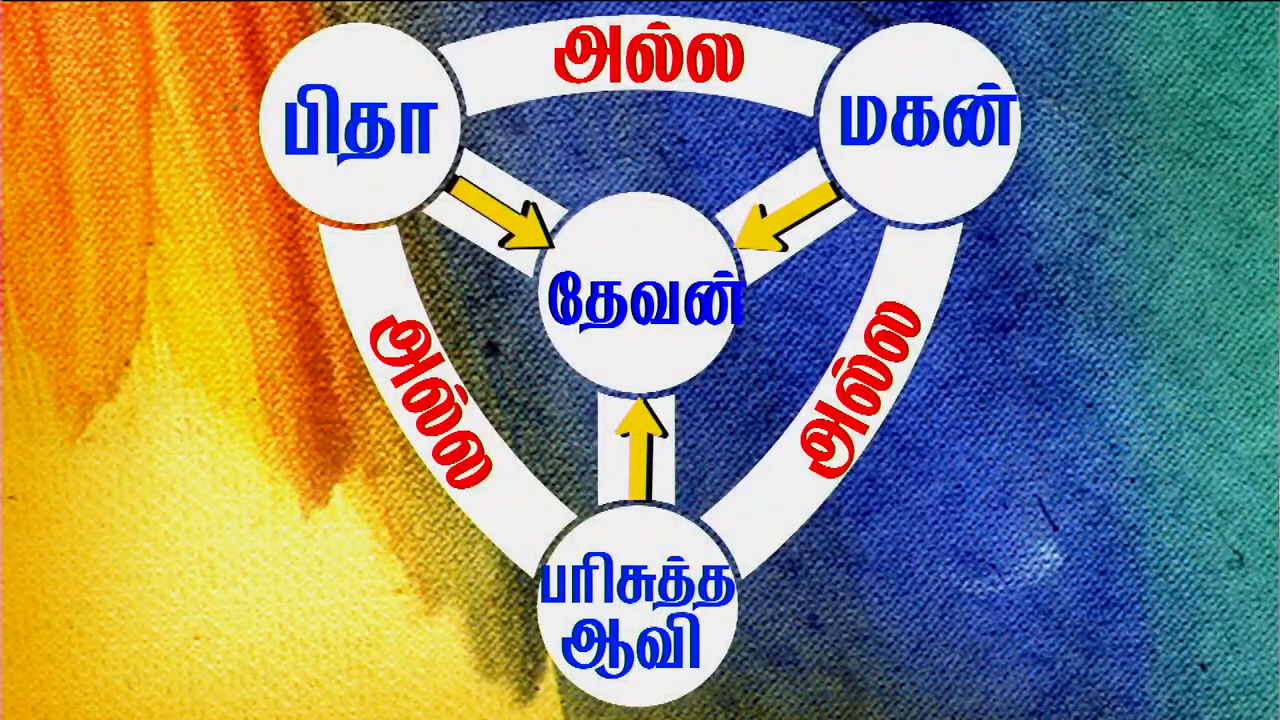 அல்ல
பிதா
மகன்
தேவன்
அல்ல
அல்ல
பரிசுத்த
ஆவி